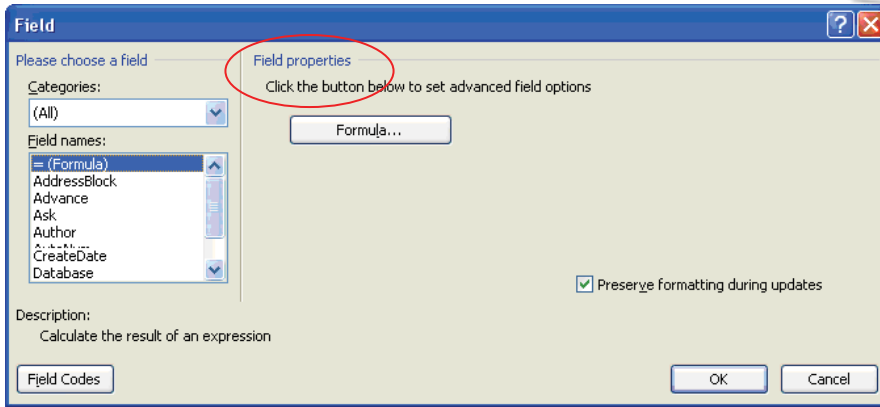 Field
Please choose a field
Field properties
Categories:
Click the button below to set advanced field options
(All)
Formula...
Field names:
= (Formula)
AddressBlock
Advance
Ask
Author
CreateDate
Database
Preserve formatting during updates
Description:
Calculate the result of an expression
Field Codes
OK
Cancel